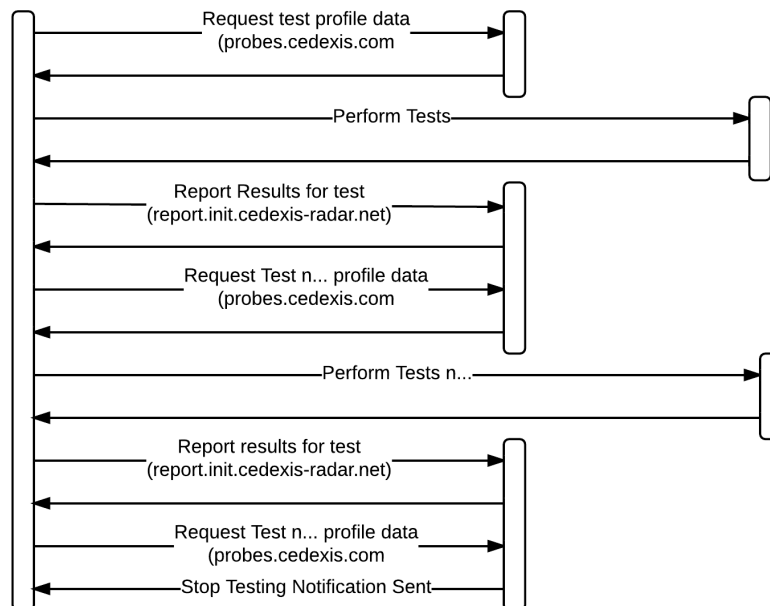 Request test profile data
(probes.cedexis.com
Perform Tests
Report Results for test
(report.init.cedexis-radar.net)
Request Test n... profile data
(probes.cedexis.com
Perform Tests n...
Report results for test
(report.init.cedexis-radar.net)
Request Test n... profile data
(probes.cedexis.com
Stop Testing Notification Sent